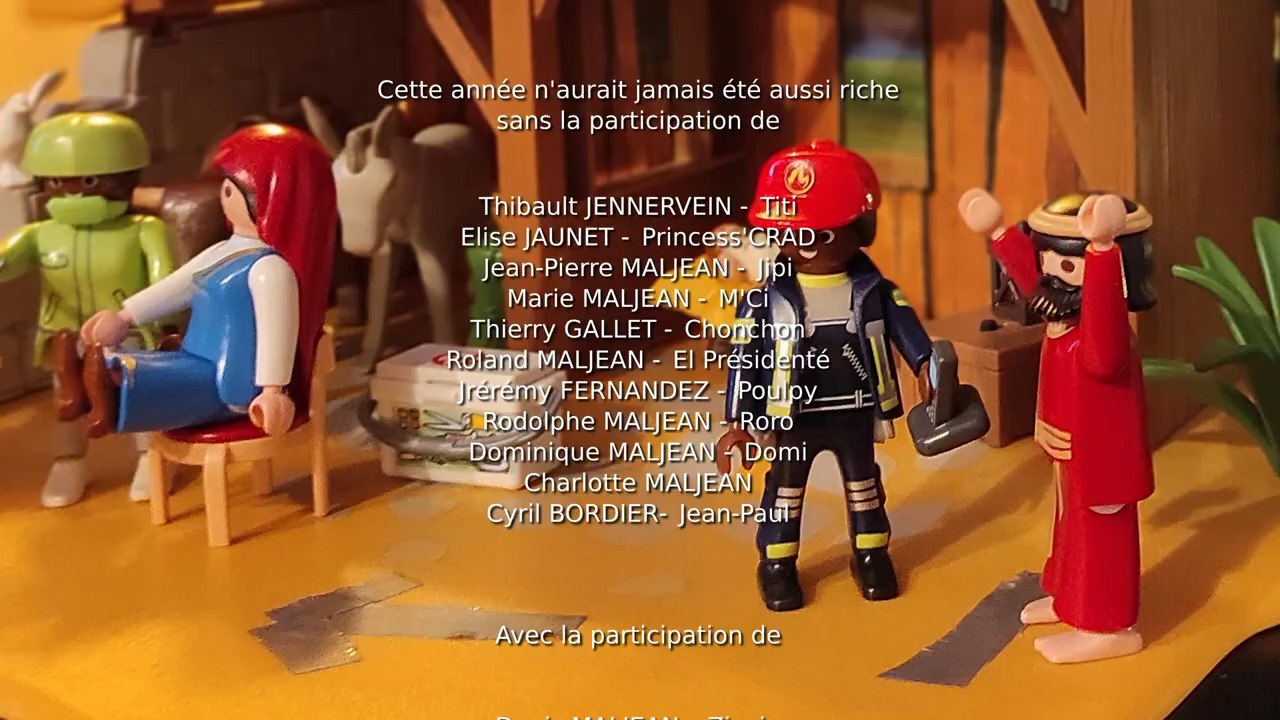 Cette année n'aurait jamais été aussi riche
sans la participation de
Thibault JENNERVEIN - Titi
Elise JAUNET - Princess'CRAD
Jean-Pierre MALJEAN - Jipi
Marie MALJEAN - M'Ci
Thierry GALLET - Chonchon
Roland MALJEAN - El Présidenté
Jrérémy FERNANDEZ - Poulpy
Rodolphe MALJEAN - Roro
Dominique MALJEAN - Domi
Charlotte MALJEAN
Cyril BORDIER- Jean-Paul
Avec la participation de
MALJEAN -